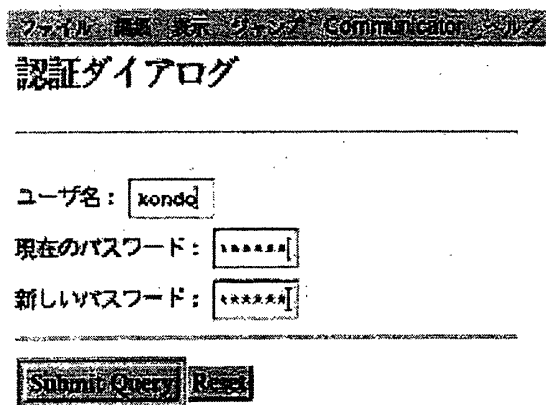 ファイル 編集 表示 ジャンプ Communicator ヘルプ
認証ダイアログ
ユーザ名： kondo
現在のパスワード： ******
新しいパスワード： ******
Submit Query Reset